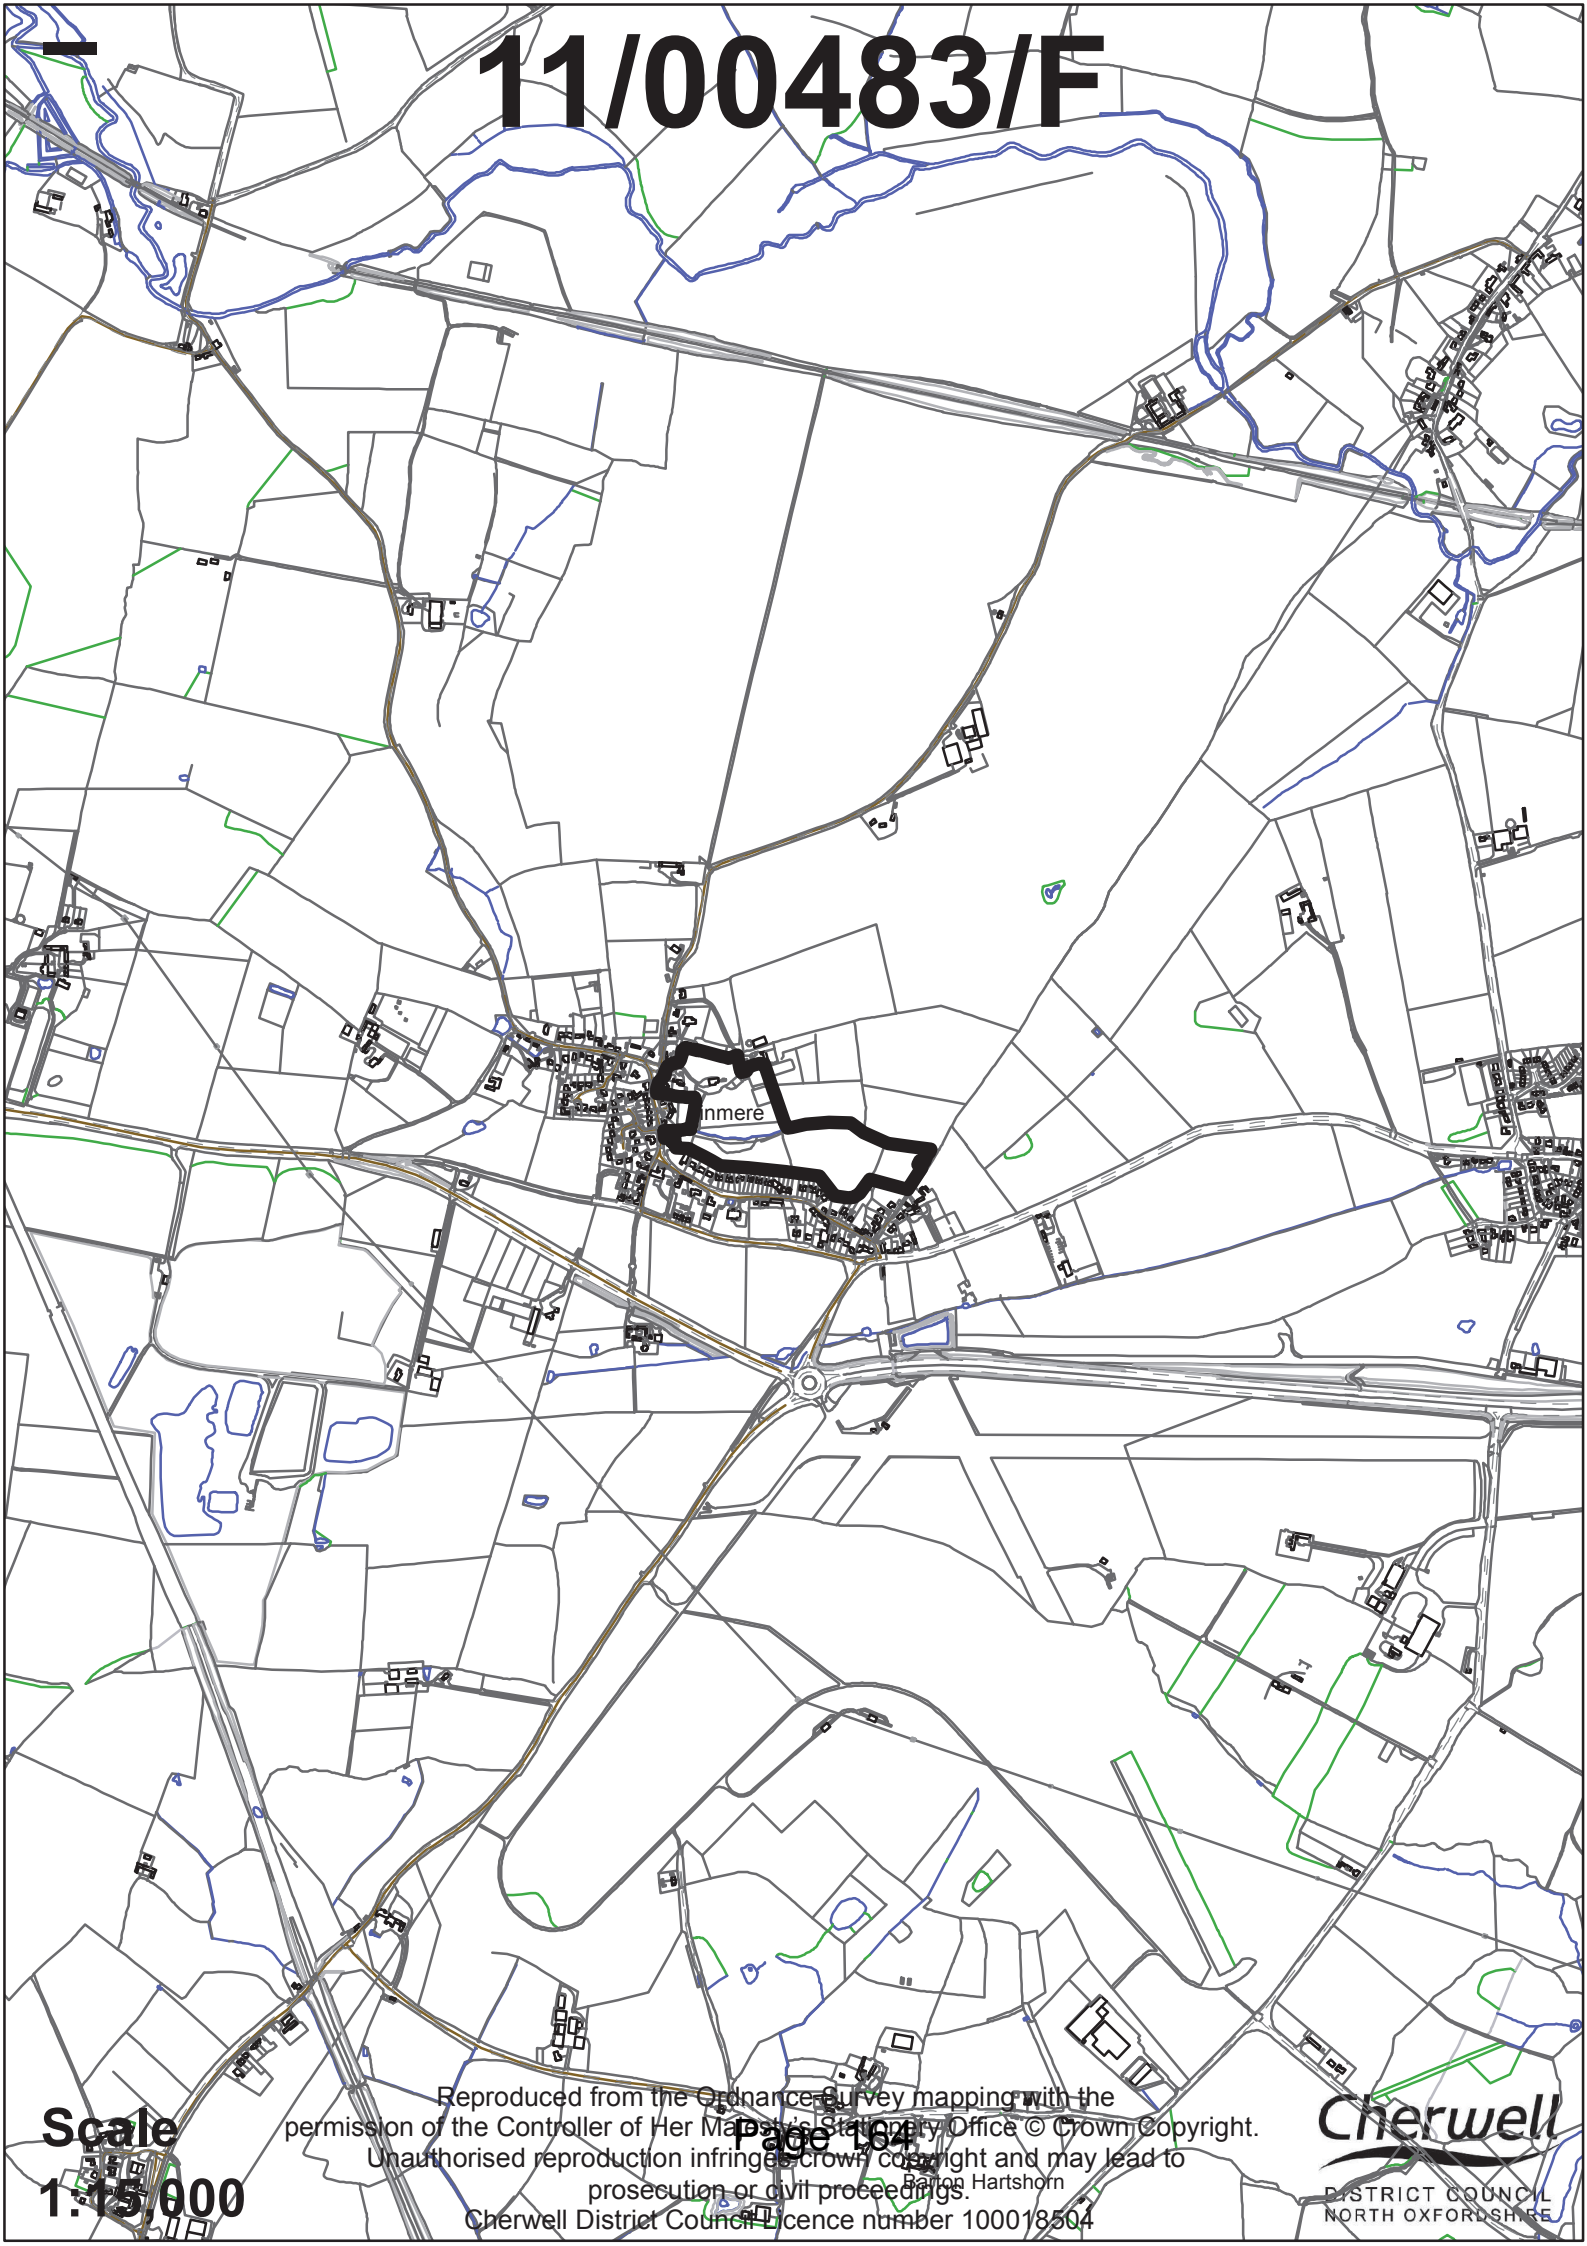 11/00483/F
inmere
Reproduced from the Ordnance Survey mapping with the
permission of the Controller of Her Majesty's Stationery Office © Crown Copyright.
Page 164
Unauthorised reproduction infringes crown copyright and may lead to
prosecution or civil proceedings.
Barton Hartshorn
Cherwell District Council Licence number 100018504
Scale
1:15,000
Cherwell
DISTRICT COUNCIL
NORTH OXFORDSHIRE